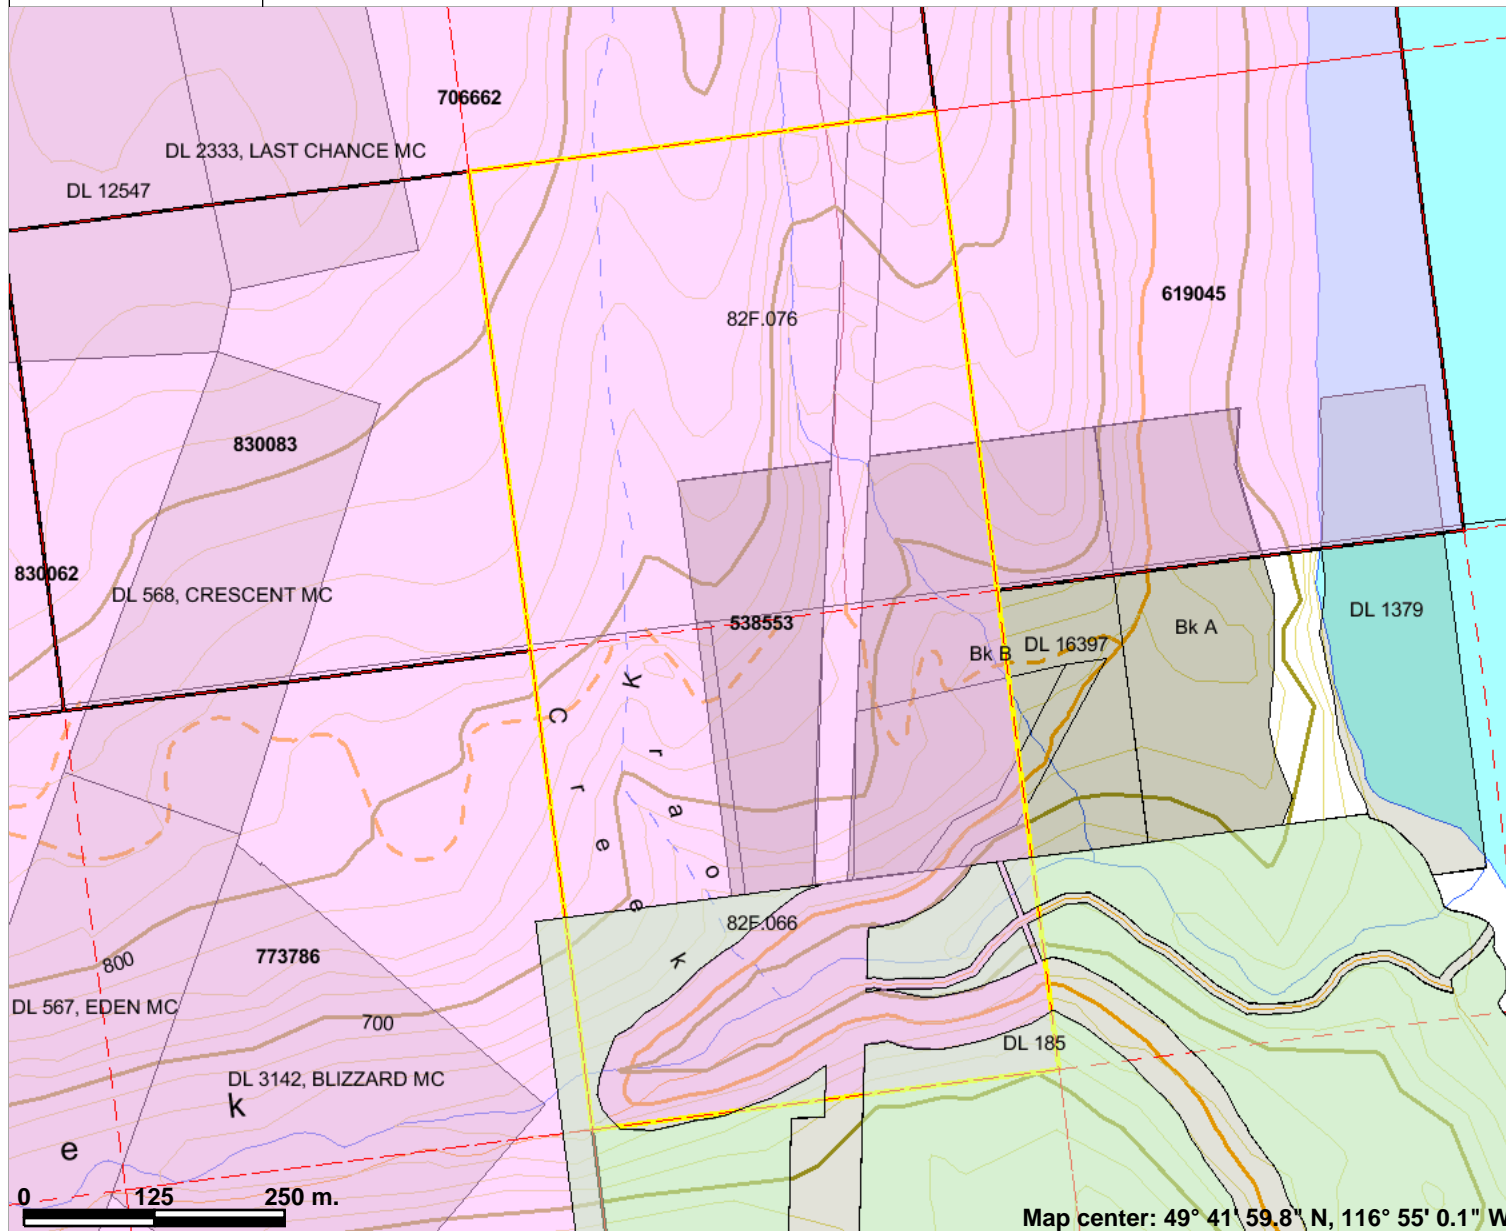 706662
DL 2333, LAST CHANCE MC
DL 12547
619045
82F.076
830083
830062
DL 568, CRESCENT MC
538553
DL 1379
Bk A
Bk B
DL 16397
Krao
Creek
82F.066
800
773786
DL 567, EDEN MC
700
DL 185
DL 3142, BLIZZARD MC
k
e
0 125 250 m.
Map center: 49° 41' 59.8" N, 116° 55' 0.1" W